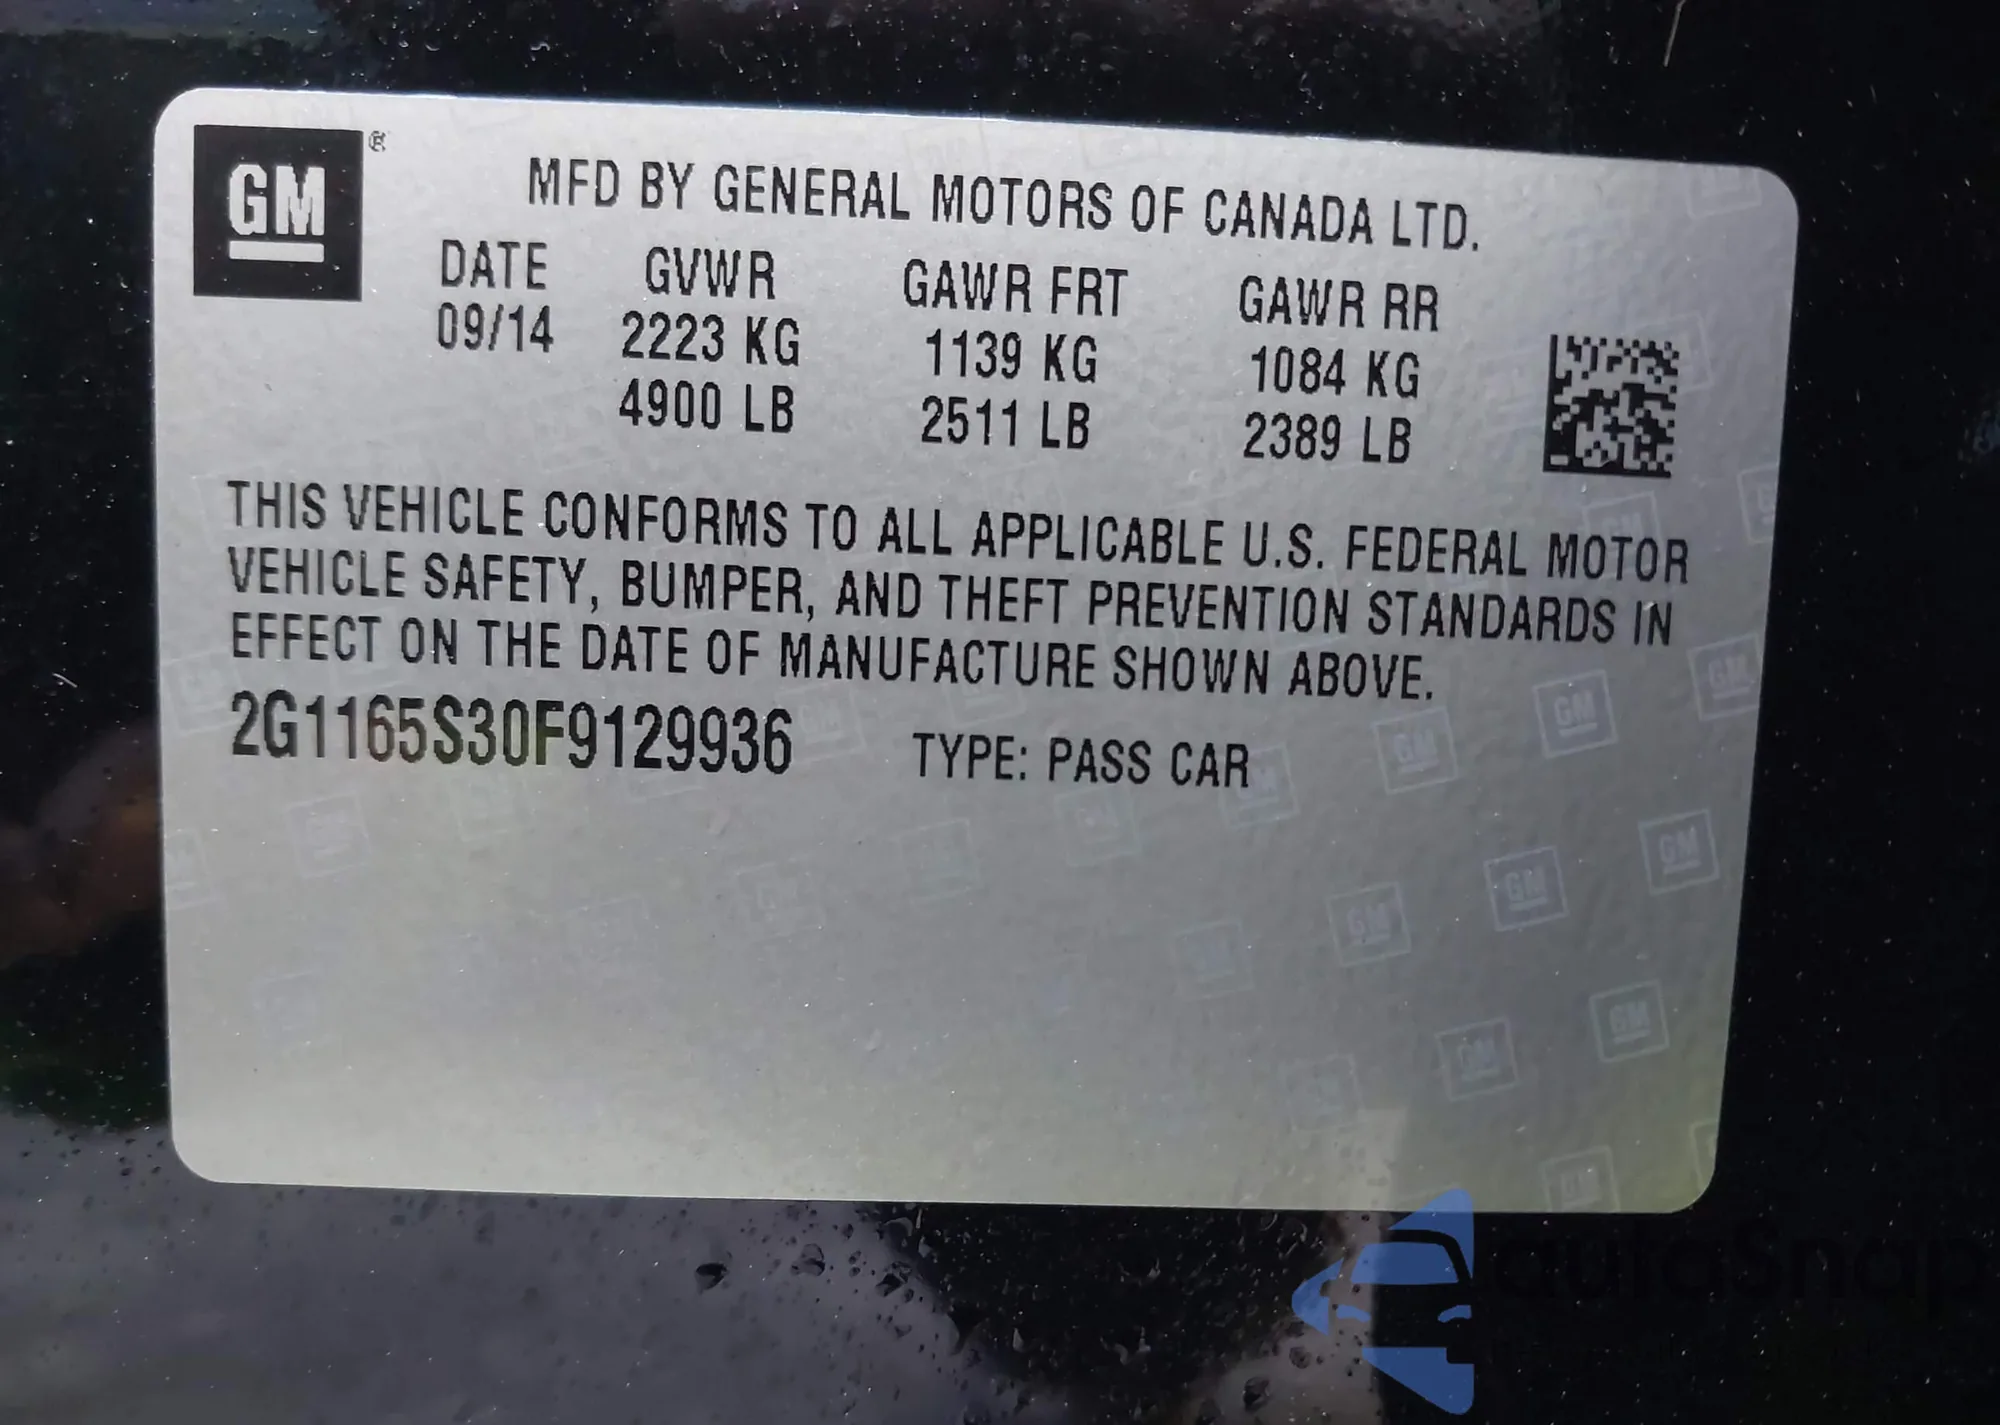 GM ®
MFD BY GENERAL MOTORS OF CANADA LTD.
DATE GVWR GAWR FRT GAWR RR
09/14 2223 KG 1139 KG 1084 KG
4900 LB 2511 LB 2389 LB
THIS VEHICLE CONFORMS TO ALL APPLICABLE U.S. FEDERAL MOTOR
VEHICLE SAFETY, BUMPER, AND THEFT PREVENTION STANDARDS IN
EFFECT ON THE DATE OF MANUFACTURE SHOWN ABOVE.
2G1165S30F9129936 TYPE: PASS CAR
autoSnap